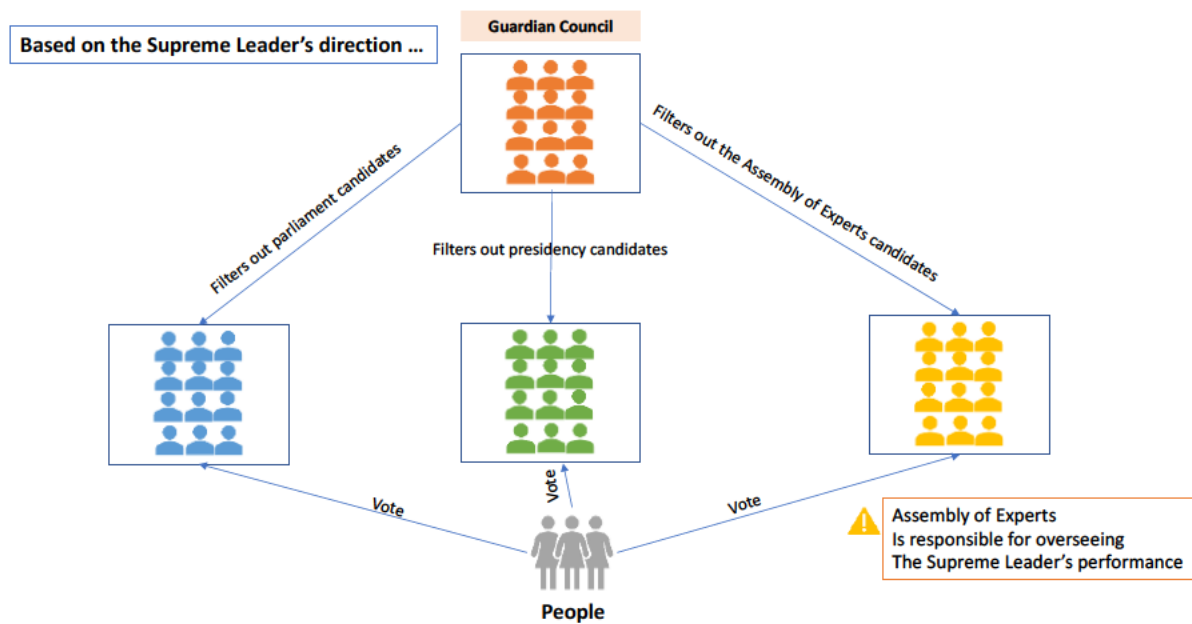 Guardian Council
Based on the Supreme Leader's direction ...
Filters out parliament candidates
Filters out presidency candidates
Filters out the Assembly of Experts candidates
Vote
Vote
Vote
People
Assembly of Experts
Is responsible for overseeing
The Supreme Leader's performance